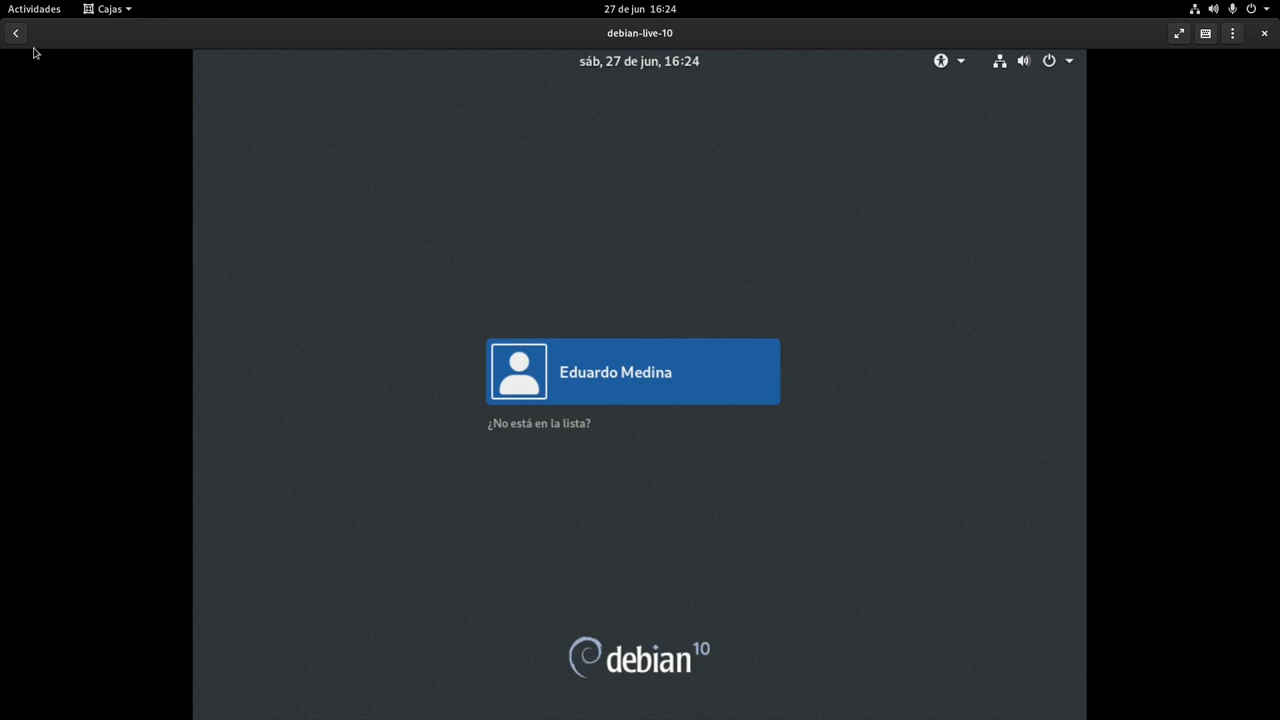 Actividades
Cajas
27 de jun 16:24
debian-live-10
sáb, 27 de jun, 16:24
Eduardo Medina
¿No está en la lista?
debian 10